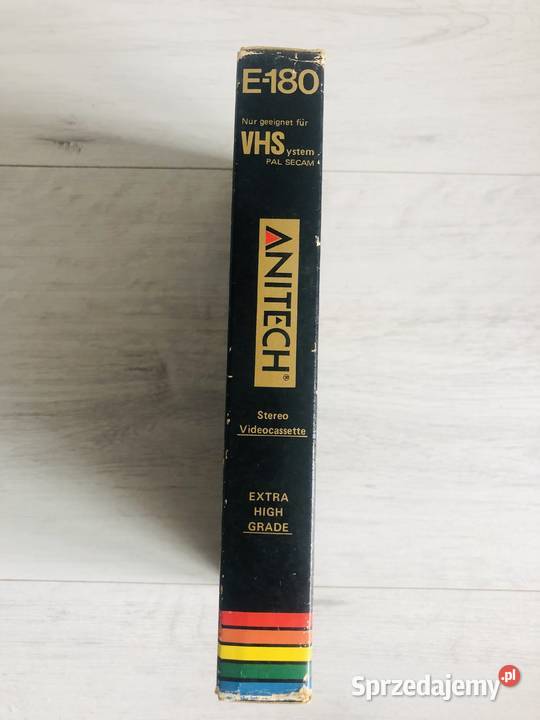 E-180
Nur geeignet für
VHSystem
PAL SECAM
ANITECH®
Stereo
Videocassette
EXTRA
HIGH
GRADE
Sprzedajemy.pl